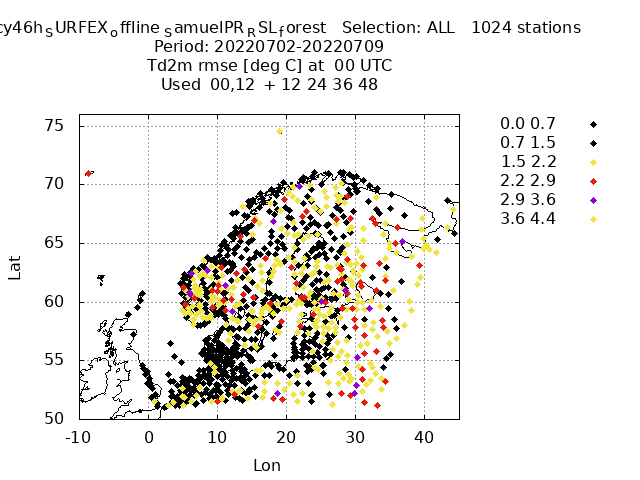 cy46h_SURFEX_offline_SamuelPR_RSL_forest Selection: ALL 1024 stations
Period: 20220702-20220709
Td2m rmse [deg C] at 00 UTC
Used 00,12 + 12 24 36 48
0.0 0.7
0.7 1.5
1.5 2.2
2.2 2.9
2.9 3.6
3.6 4.4
75
70
65
60
55
50
Lat
-10 0 10 20 30 40
Lon